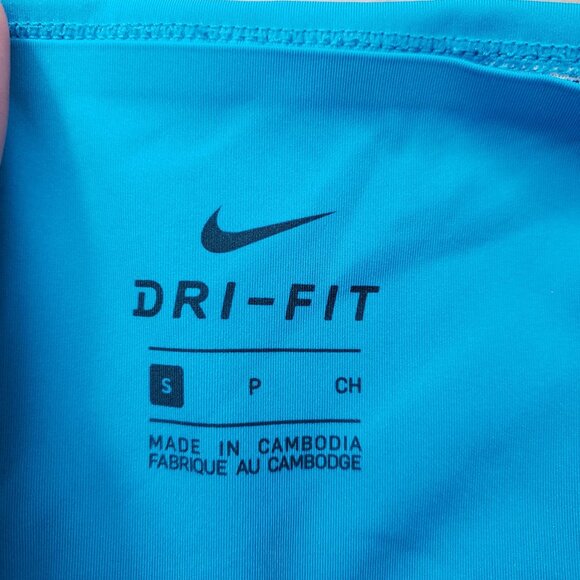 DRI-FIT
S P CH
MADE IN CAMBODIA
FABRIQUE AU CAMBODGE